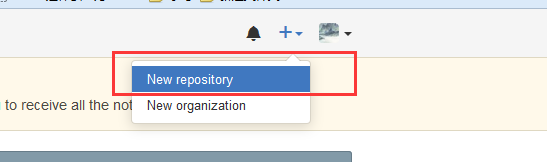 New repository
to receive all the not
New organization